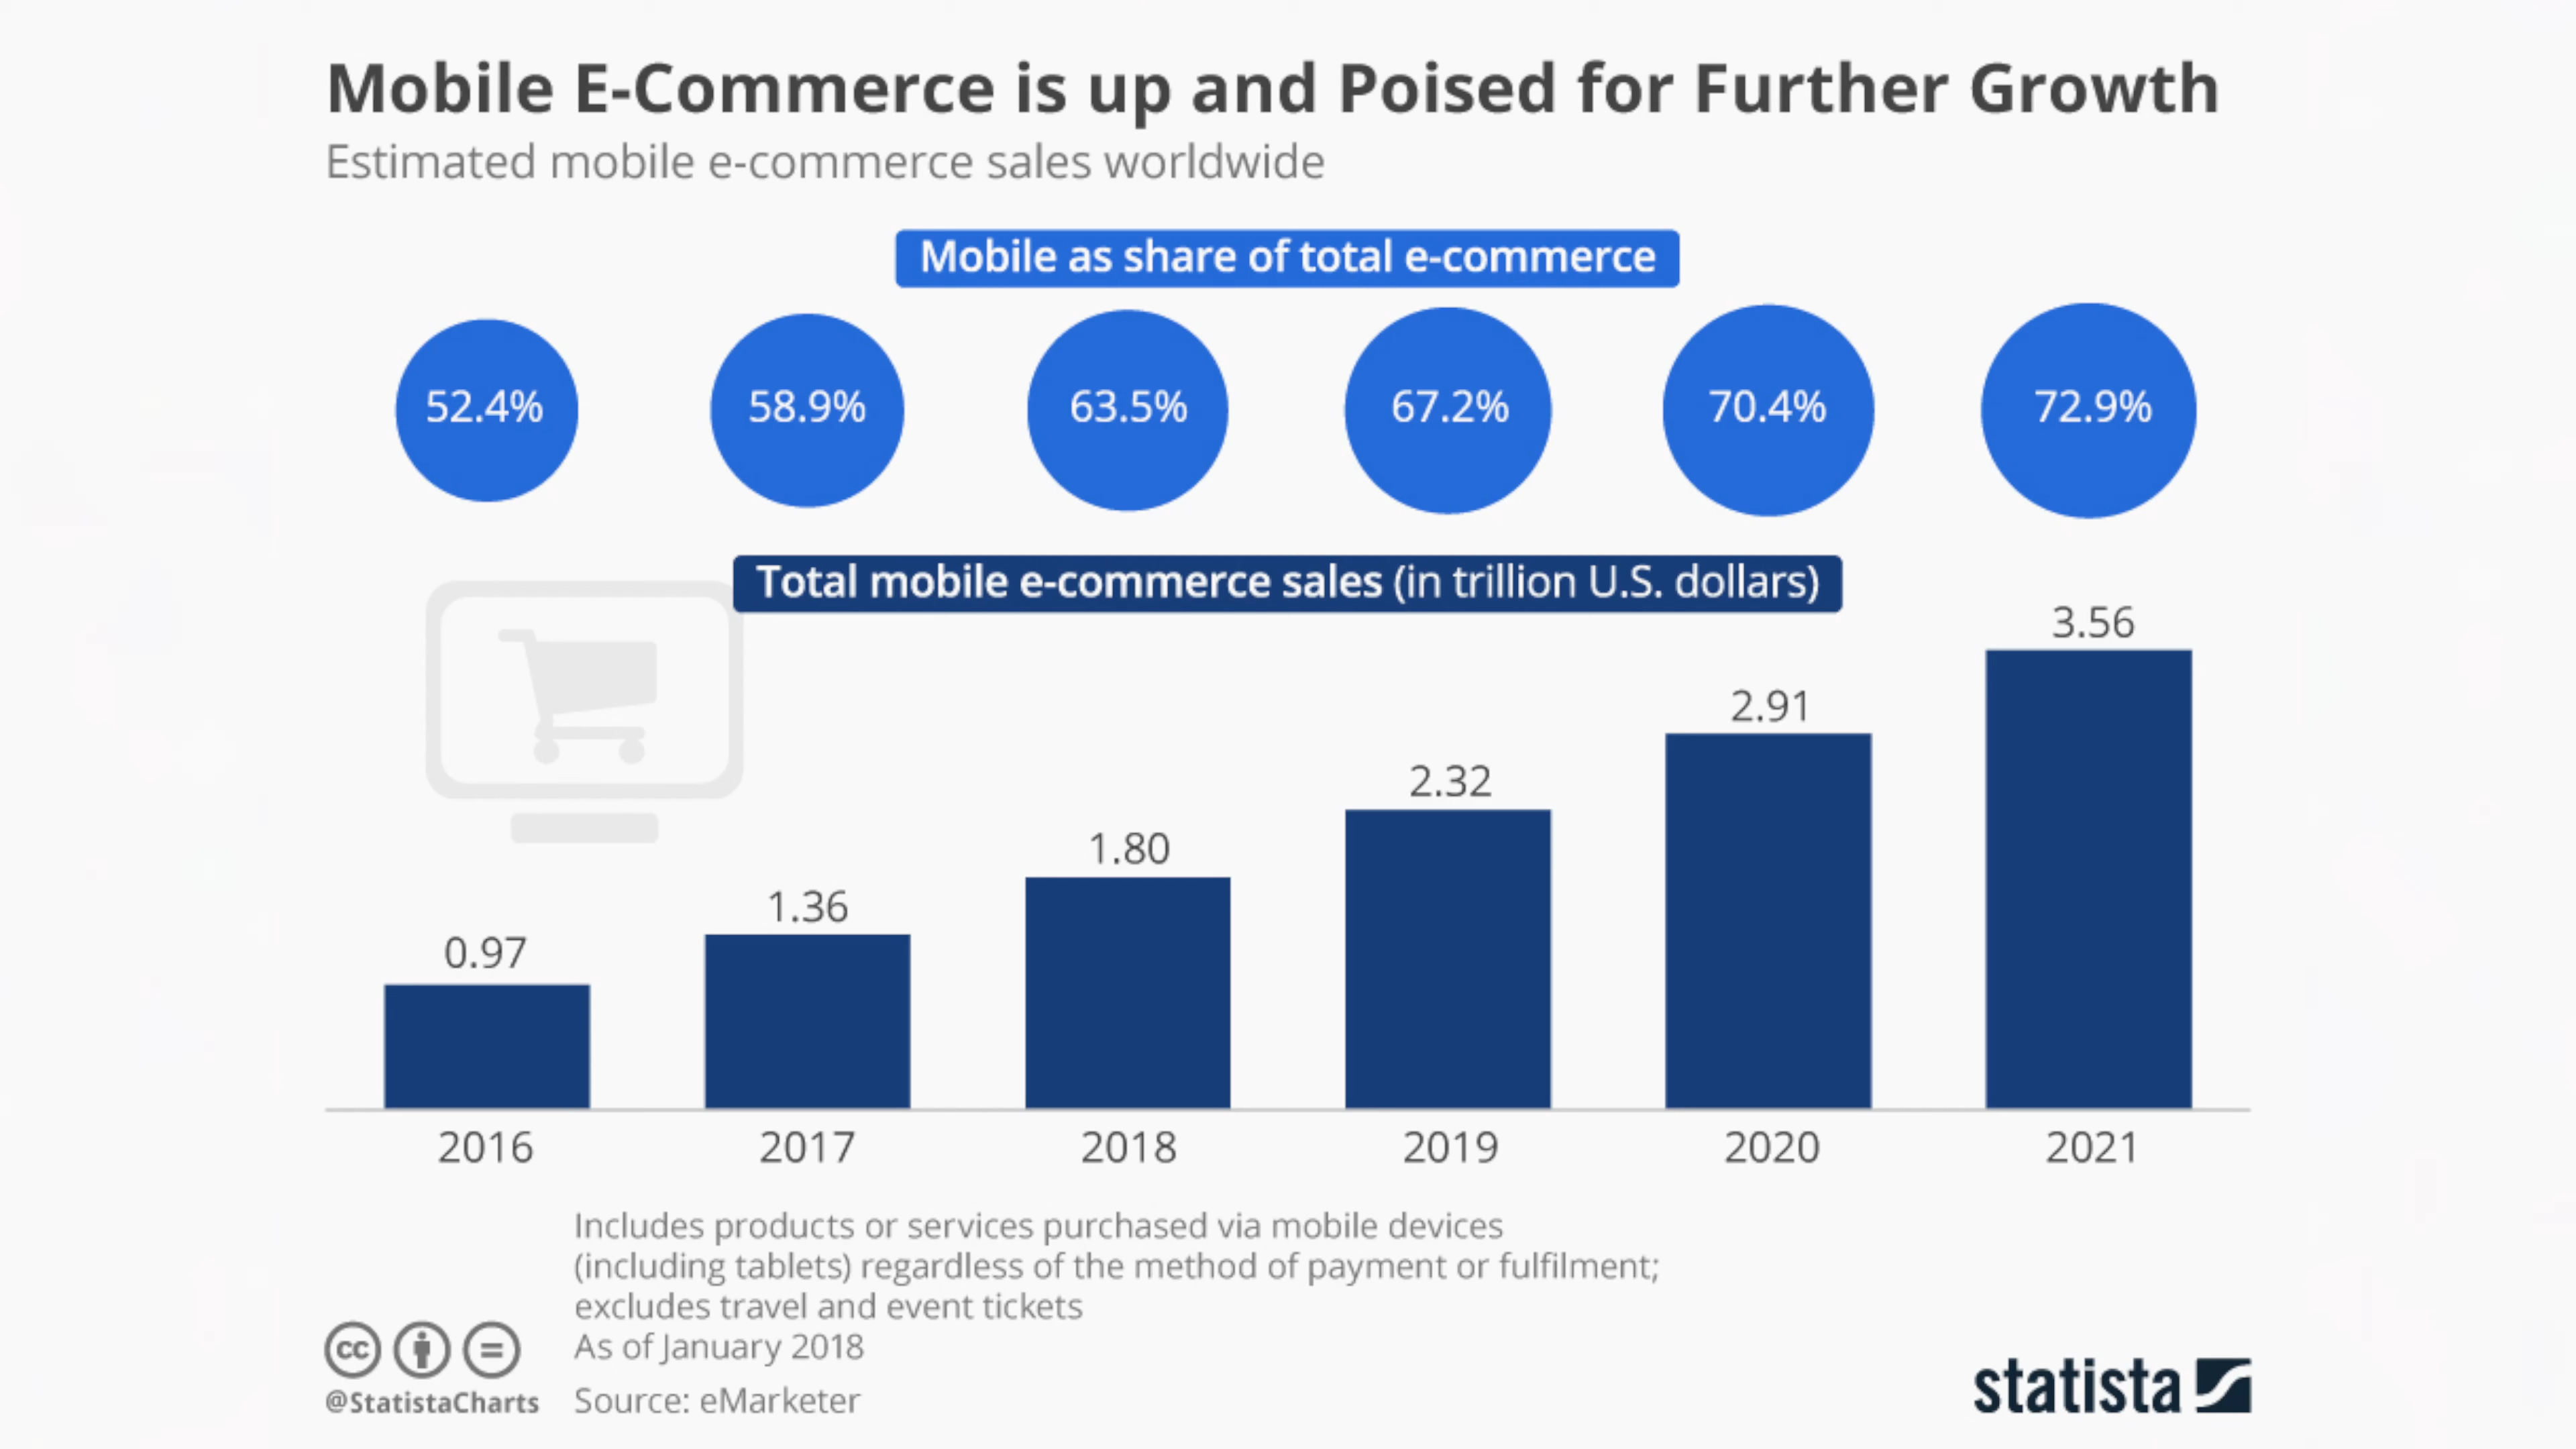 Mobile E-Commerce is up and Poised for Further Growth
Estimated mobile e-commerce sales worldwide
Mobile as share of total e-commerce
52.4% 58.9% 63.5% 67.2% 70.4% 72.9%
Total mobile e-commerce sales (in trillion U.S. dollars)
0.97 1.36 1.80 2.32 2.91 3.56
2016 2017 2018 2019 2020 2021
Includes products or services purchased via mobile devices
(including tablets) regardless of the method of payment or fulfilment;
excludes travel and event tickets
As of January 2018
cc =
@StatistaCharts Source: eMarketer
statista